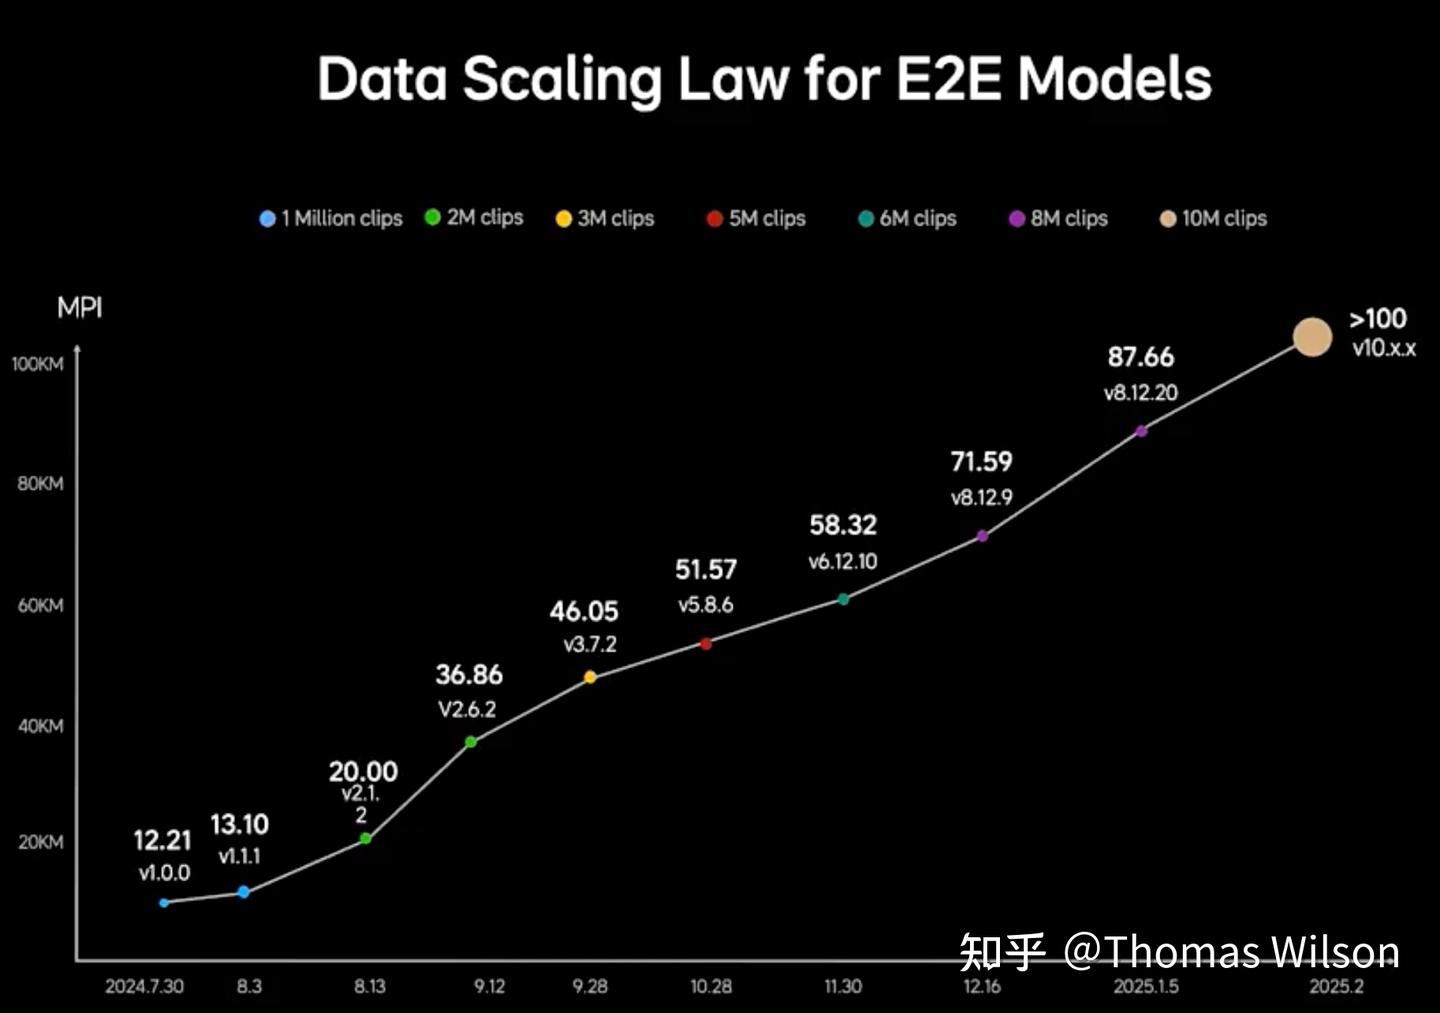 Data Scaling Law for E2E Models
1 Million clips
2M clips
3M clips
5M clips
6M clips
8M clips
10M clips
MPI
100KM
80KM
60KM
40KM
20KM
12.21
v1.0.0
13.10
v1.1.1
20.00
v2.1.
2
36.86
V2.6.2
46.05
v3.7.2
51.57
v5.8.6
58.32
v6.12.10
71.59
v8.12.9
87.66
v8.12.20
>100
v10.x.x
2024.7.30
8.3
8.13
9.12
9.28
10.28
11.30
12.16
2025.1.5
2025.2
知乎 @Thomas Wilson